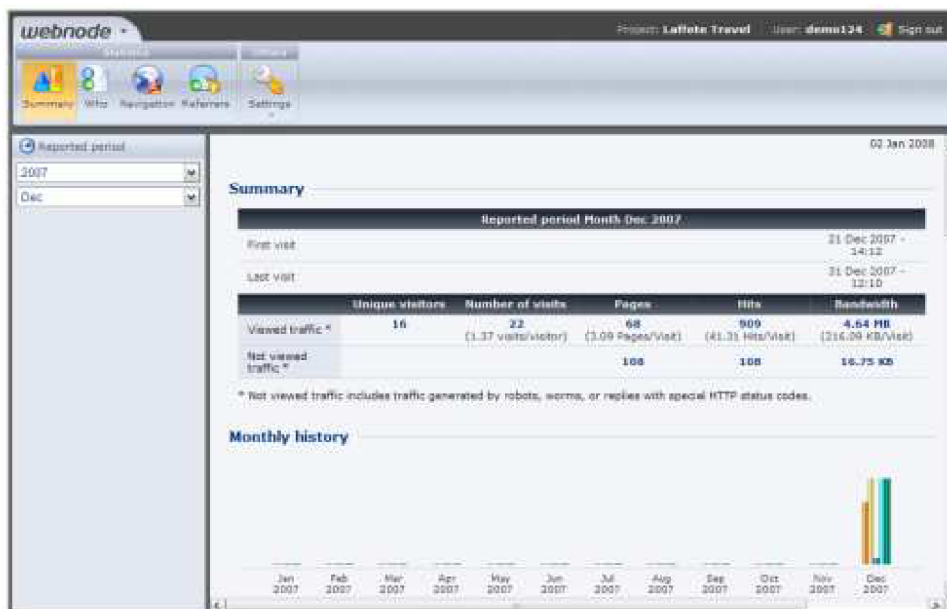 webnode
Project: Laffete Travel User: demo124 Sign out
Statistics
Summary Who Navigation Referrers Settings
Reported period
2007
Dec
02 Jan 2008
Summary
Reported period Month Dec 2007
First visit 21 Dec 2007 - 14:12
Last visit 31 Dec 2007 - 12:10
Unique visitors Number of visits Pages Hits Bandwidth
Viewed traffic * 16 22 68 909 4.64 MB
(1.37 visits/visitor) (3.09 Pages/Visit) (41.31 Hits/Visit) (216.09 KB/Visit)
Not viewed traffic * 108 108 16.75 KB
* Not viewed traffic includes traffic generated by robots, worms, or replies with special HTTP status codes.
Monthly history
Jan 2007 Feb 2007 Mar 2007 Apr 2007 May 2007 Jun 2007 Jul 2007 Aug 2007 Sep 2007 Oct 2007 Nov 2007 Dec 2007